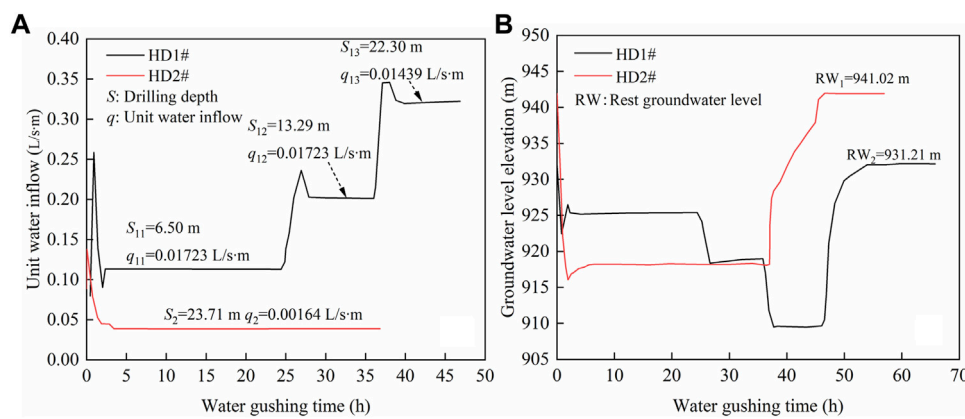 A
Unit water inflow (L/s·m)
0.40
0.35
0.30
0.25
0.20
0.15
0.10
0.05
0.00
HD1#
HD2#
S: Drilling depth
q: Unit water inflow
S13=22.30 m
q13=0.01439 L/s·m
S12=13.29 m
q12=0.01723 L/s·m
S11=6.50 m
q11=0.01723 L/s·m
S2=23.71 m q2=0.00164 L/s·m
0 5 10 15 20 25 30 35 40 45 50
Water gushing time (h)
B
Groundwater level elevation (m)
950
945
940
935
930
925
920
915
910
905
HD1#
HD2#
RW: Rest groundwater level
RW1=941.02 m
RW2=931.21 m
0 10 20 30 40 50 60 70
Water gushing time (h)